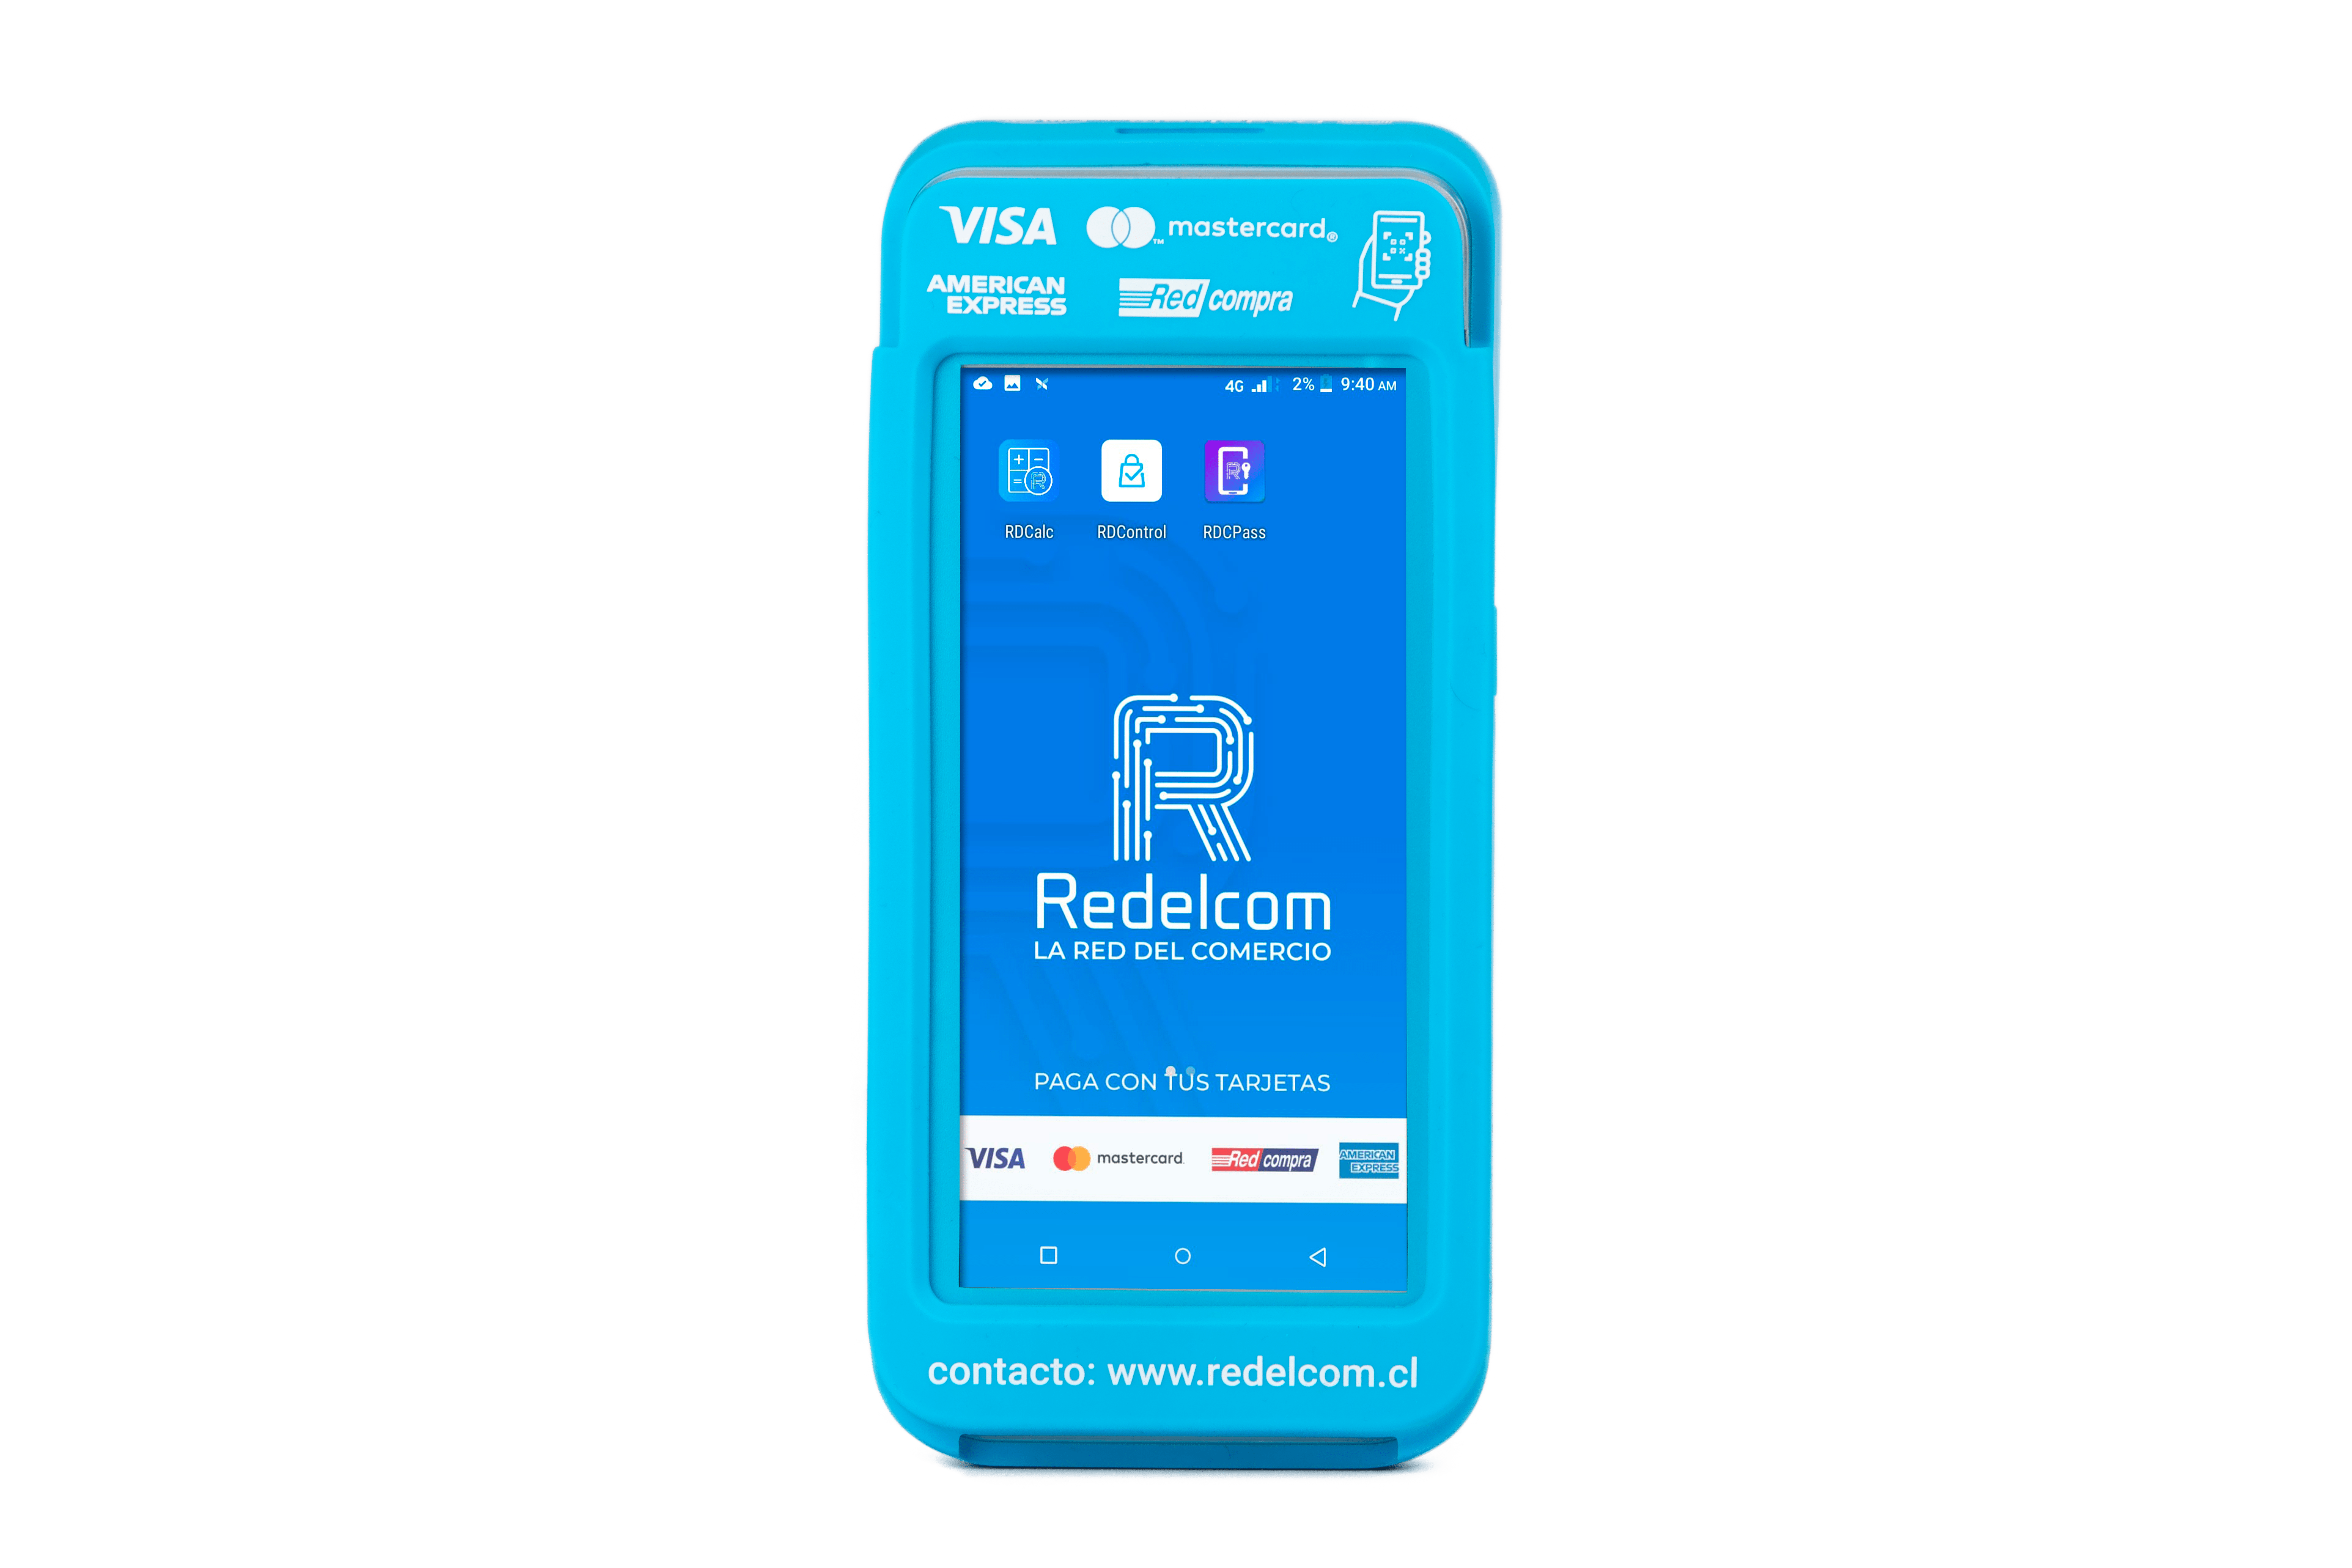 VISA mastercard®
AMERICAN EXPRESS Red compra
4G 2% 9:40 AM
RDCalc RDControl RDCPass
R
Redelcom
LA RED DEL COMERCIO
PAGA CON TUS TARJETAS
VISA mastercard Red compra AMERICAN EXPRESS
contacto: www.redelcom.cl